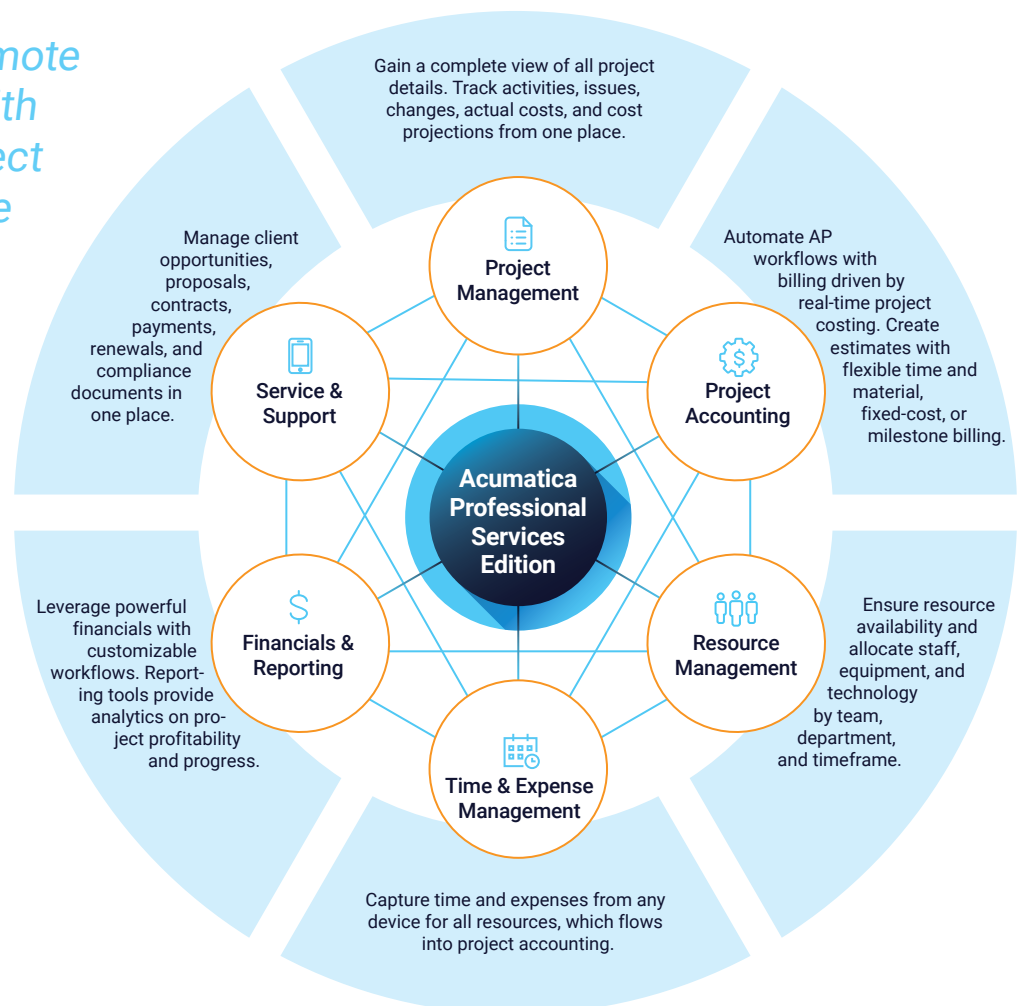 mote
th
ect
e
Gain a complete view of all project
details. Track activities, issues,
changes, actual costs, and cost
projections from one place.
Project
Management
Manage client
opportunities,
proposals,
contracts,
payments,
renewals, and
compliance
documents in
one place.
Service &
Support
Automate AP
workflows with
billing driven by
real-time project
costing. Create
estimates with
flexible time and
material,
fixed-cost, or
milestone billing.
Project
Accounting
Acumatica
Professional
Services
Edition
Leverage powerful
financials with
customizable
workflows. Report-
ing tools provide
analytics on pro-
ject profitability
and progress.
Financials &
Reporting
Resource
Management
Ensure resource
availability and
allocate staff,
equipment, and
technology
by team,
department,
and timeframe.
Time & Expense
Management
Capture time and expenses from any
device for all resources, which flows
into project accounting.